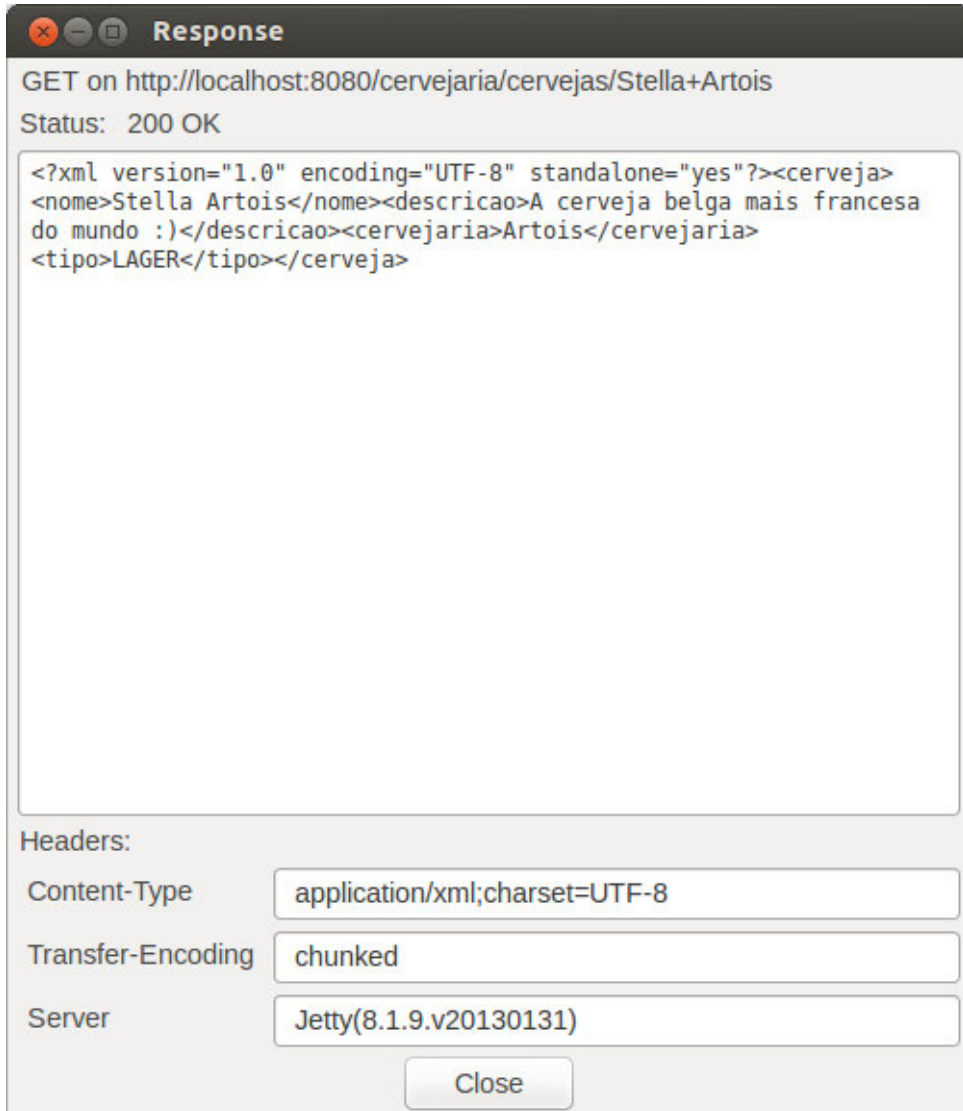 Response
GET on http://localhost:8080/cervejaria/cervejas/Stella+Artois
Status: 200 OK
<?xml version="1.0" encoding="UTF-8" standalone="yes"?><cerveja>
<nome>Stella Artois</nome><descricao>A cerveja belga mais francesa
do mundo :)</descricao><cervejaria>Artois</cervejaria>
<tipo>LAGER</tipo></cerveja>
Headers:
Content-Type application/xml;charset=UTF-8
Transfer-Encoding chunked
Server Jetty(8.1.9.v20130131)
Close